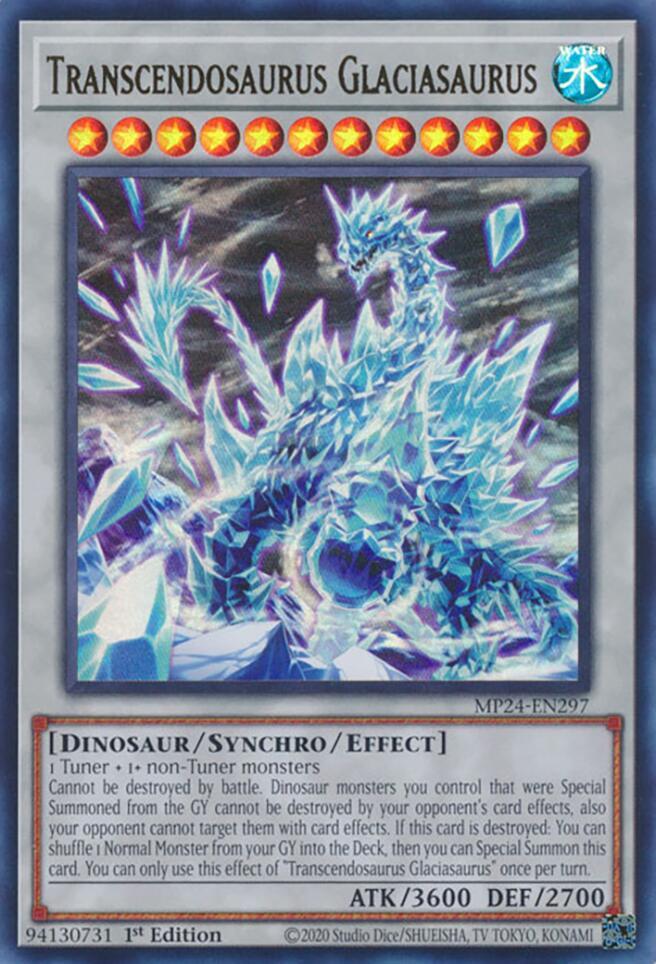 TRANSCENDOSAURUS GLACIASAURUS
WATER
水
MP24-EN297
[DINOSAUR/SYNCHRO/EFFECT]
1 Tuner + 1+ non-Tuner monsters
Cannot be destroyed by battle. Dinosaur monsters you control that were Special
Summoned from the GY cannot be destroyed by your opponent's card effects, also
your opponent cannot target them with card effects. If this card is destroyed: You can
shuffle 1 Normal Monster from your GY into the Deck, then you can Special Summon this
card. You can only use this effect of "Transcendosaurus Glaciasaurus" once per turn.
ATK/3600 DEF/2700
94130731 1st Edition ©2020 Studio Dice/SHUEISHA, TV TOKYO, KONAMI